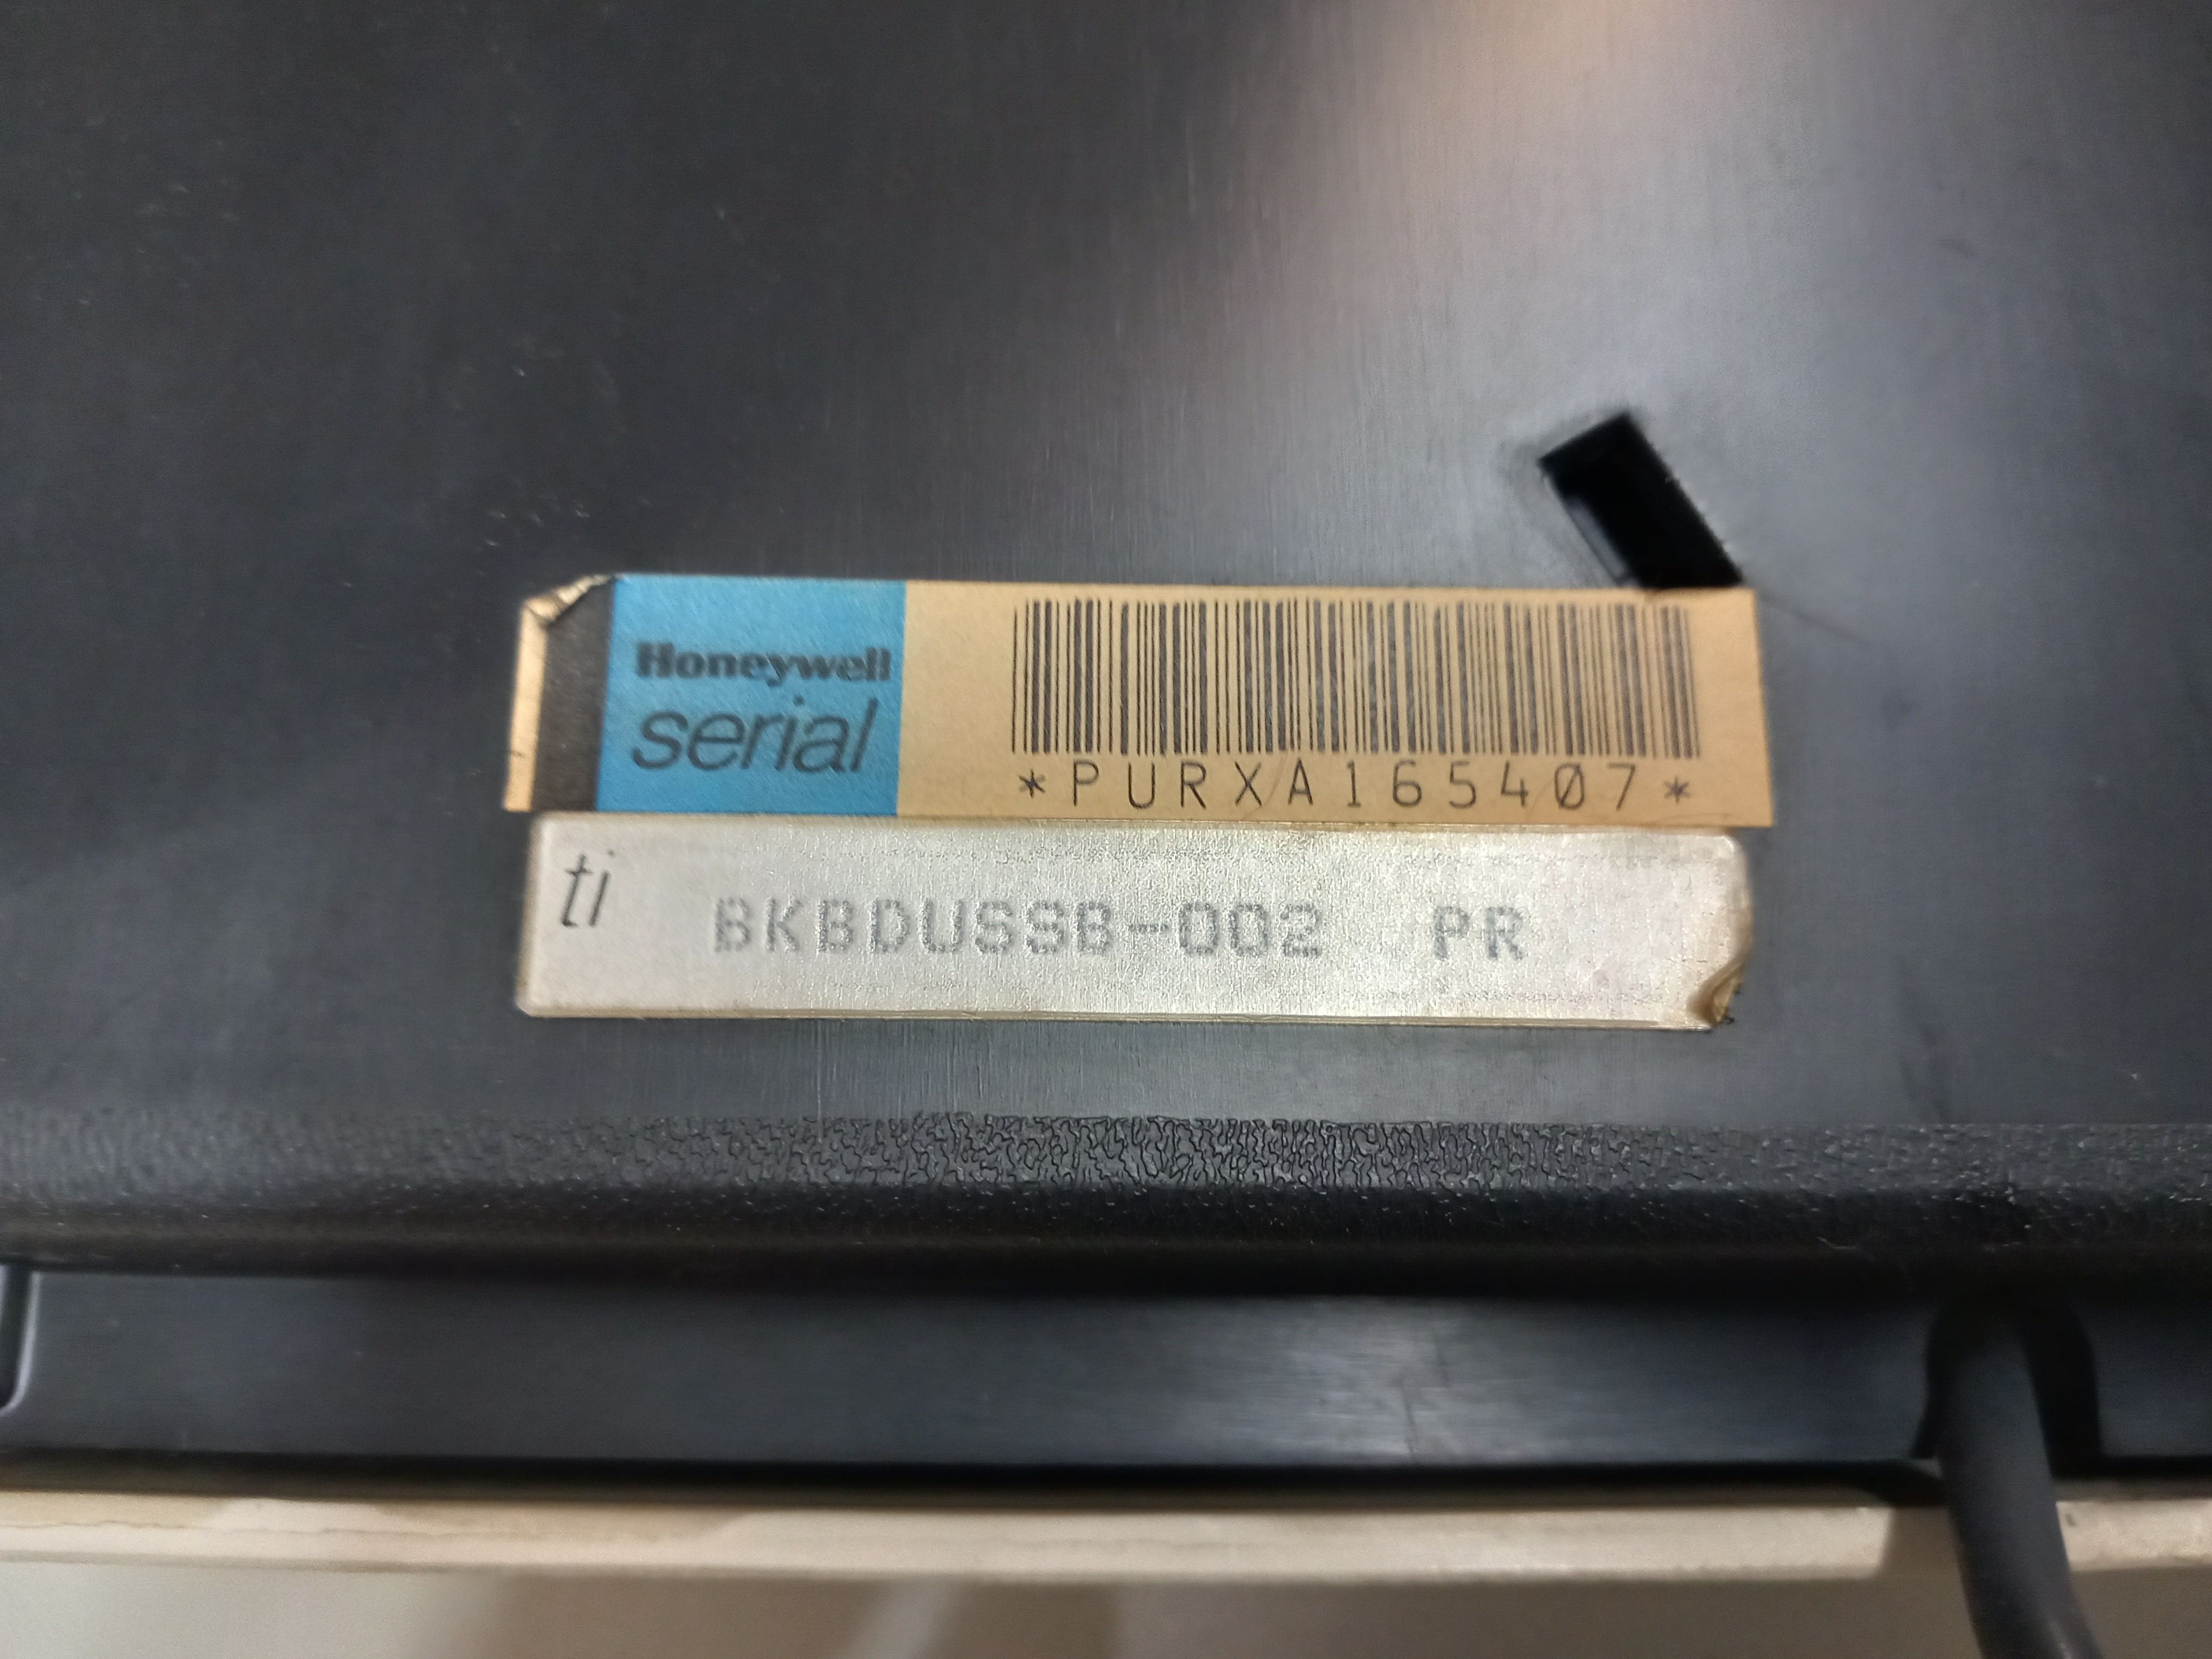 Honeywell
serial
*PURXA165407*
ti BKBDUSSB-002 PR